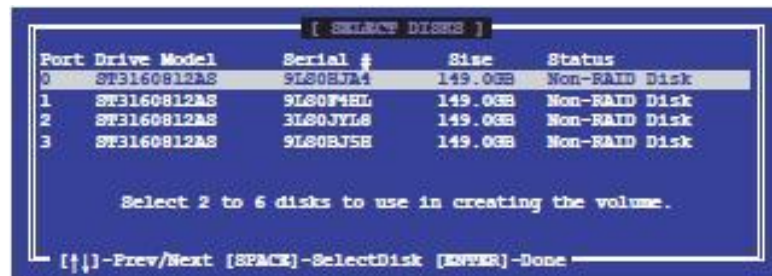 [ SELECT DISKS ]
Port Drive Model Serial # Size Status
0 ST3160812AS 9LS0HJA4 149.0GB Non-RAID Disk
1 ST3160812AS 9LS0F4HL 149.0GB Non-RAID Disk
2 ST3160812AS 3LS0JYL8 149.0GB Non-RAID Disk
3 ST3160812AS 9LS0BJ5H 149.0GB Non-RAID Disk
Select 2 to 6 disks to use in creating the volume.
[↑↓]-Prev/Next [SPACE]-SelectDisk [ENTER]-Done